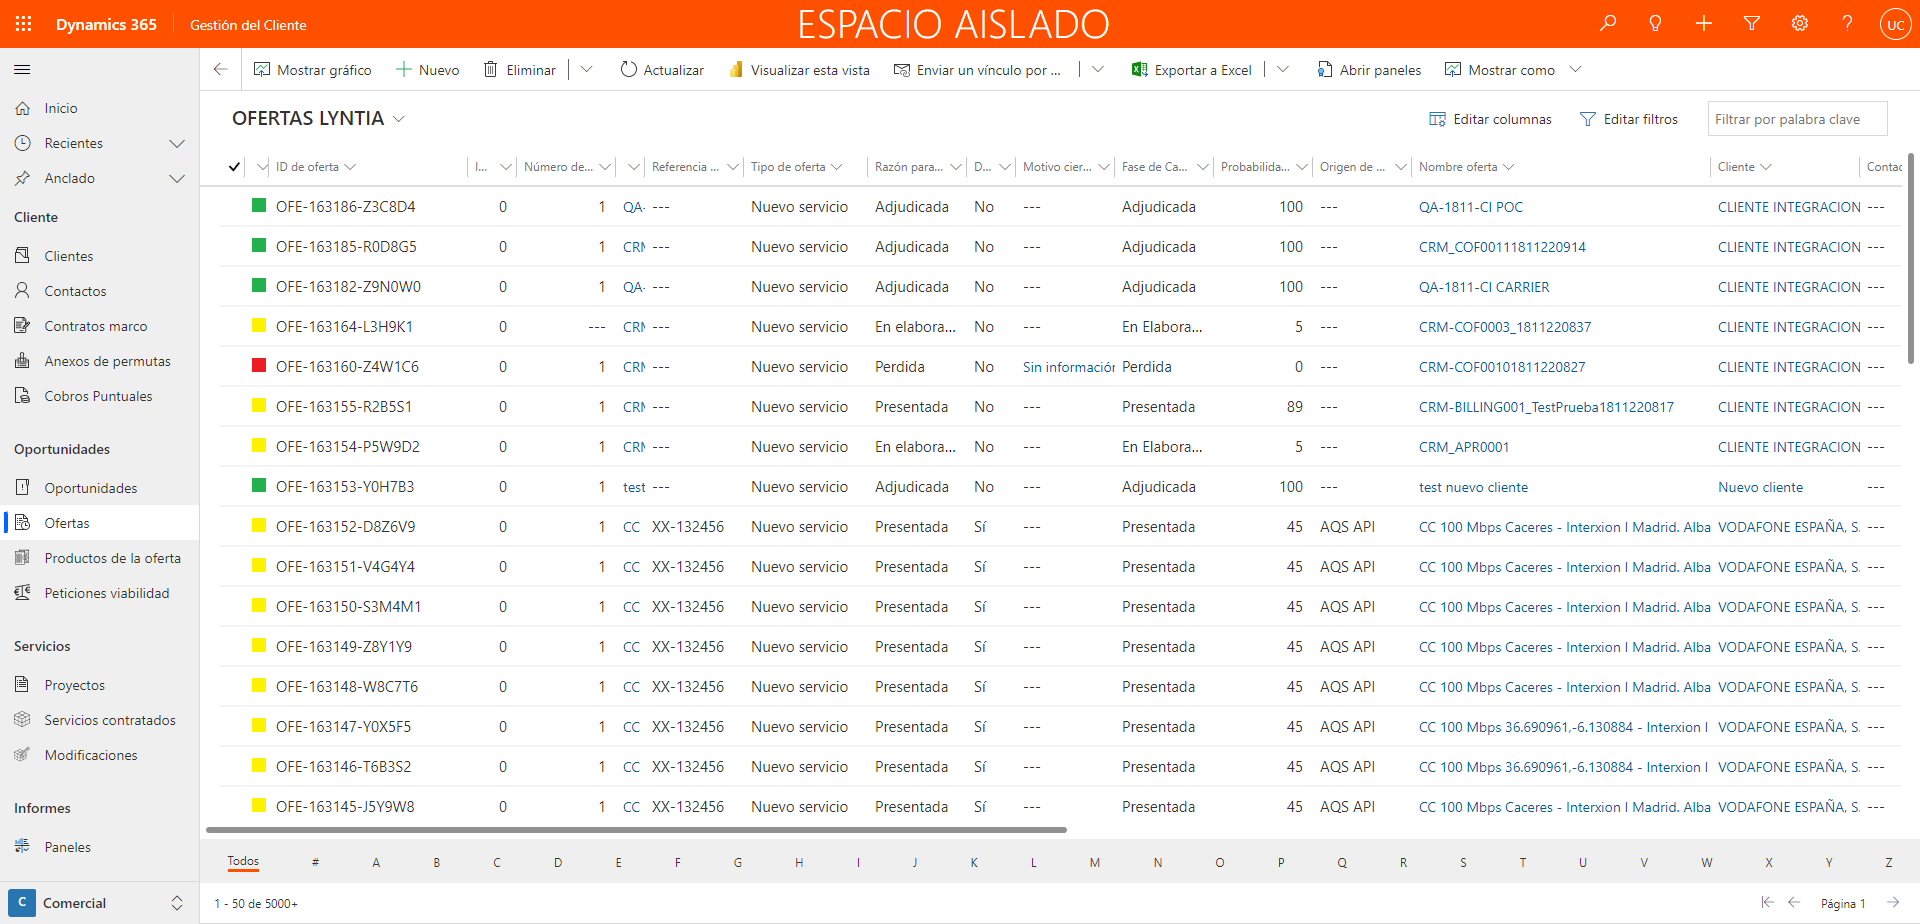 Dynamics 365 Gestión del Cliente ESPACIO AISLADO UC
Mostrar gráfico Nuevo Eliminar Actualizar Visualizar esta vista Enviar un vínculo por ... Exportar a Excel Abrir paneles Mostrar como
Inicio
Recientes
Anclado
Cliente
Clientes
Contactos
Contratos marco
Anexos de permutas
Cobros Puntuales
Oportunidades
Oportunidades
Ofertas
Productos de la oferta
Peticiones viabilidad
Servicios
Proyectos
Servicios contratados
Modificaciones
Informes
Paneles
C Comercial
OFERTAS LYNTIA Editar columnas Editar filtros Filtrar por palabra clave
ID de oferta I... Número de... Referencia ... Tipo de oferta Razón para... D... Motivo cier... Fase de Ca... Probabilida... Origen de ... Nombre oferta Cliente Contac
OFE-163186-Z3C8D4 0 1 QA- --- Nuevo servicio Adjudicada No --- Adjudicada 100 --- QA-1811-CI POC CLIENTE INTEGRACION ---
OFE-163185-R0D8G5 0 1 CRM --- Nuevo servicio Adjudicada No --- Adjudicada 100 --- CRM_COF00111811220914 CLIENTE INTEGRACION ---
OFE-163182-Z9N0W0 0 1 QA- --- Nuevo servicio Adjudicada No --- Adjudicada 100 --- QA-1811-CI CARRIER CLIENTE INTEGRACION ---
OFE-163164-L3H9K1 0 --- CRM --- Nuevo servicio En elabora... No --- En Elabora... 5 --- CRM-COF0003_1811220837 CLIENTE INTEGRACION ---
OFE-163160-Z4W1C6 0 1 CRM --- Nuevo servicio Perdida No Sin información Perdida 0 --- CRM-COF00101811220827 CLIENTE INTEGRACION ---
OFE-163155-R2B5S1 0 1 CRM --- Nuevo servicio Presentada No --- Presentada 89 --- CRM-BILLING001_TestPrueba1811220817 CLIENTE INTEGRACION ---
OFE-163154-P5W9D2 0 1 CRM --- Nuevo servicio En elabora... No --- En Elabora... 5 --- CRM_APR0001 CLIENTE INTEGRACION ---
OFE-163153-Y0H7B3 0 1 test --- Nuevo servicio Adjudicada No --- Adjudicada 100 --- test nuevo cliente Nuevo cliente ---
OFE-163152-D8Z6V9 0 1 CC XX-132456 Nuevo servicio Presentada Sí --- Presentada 45 AQS API CC 100 Mbps Caceres - Interxion I Madrid. Alba VODAFONE ESPAÑA, S. ---
OFE-163151-V4G4Y4 0 1 CC XX-132456 Nuevo servicio Presentada Sí --- Presentada 45 AQS API CC 100 Mbps Caceres - Interxion I Madrid. Alba VODAFONE ESPAÑA, S. ---
OFE-163150-S3M4M1 0 1 CC XX-132456 Nuevo servicio Presentada Sí --- Presentada 45 AQS API CC 100 Mbps Caceres - Interxion I Madrid. Alba VODAFONE ESPAÑA, S. ---
OFE-163149-Z8Y1Y9 0 1 CC XX-132456 Nuevo servicio Presentada Sí --- Presentada 45 AQS API CC 100 Mbps Caceres - Interxion I Madrid. Alba VODAFONE ESPAÑA, S. ---
OFE-163148-W8C7T6 0 1 CC XX-132456 Nuevo servicio Presentada Sí --- Presentada 45 AQS API CC 100 Mbps Caceres - Interxion I Madrid. Alba VODAFONE ESPAÑA, S. ---
OFE-163147-Y0X5F5 0 1 CC XX-132456 Nuevo servicio Presentada Sí --- Presentada 45 AQS API CC 100 Mbps 36.690961,-6.130884 - Interxion I VODAFONE ESPAÑA, S. ---
OFE-163146-T6B3S2 0 1 CC XX-132456 Nuevo servicio Presentada Sí --- Presentada 45 AQS API CC 100 Mbps 36.690961,-6.130884 - Interxion I VODAFONE ESPAÑA, S. ---
OFE-163145-J5Y9W8 0 1 CC XX-132456 Nuevo servicio Presentada Sí --- Presentada 45 AQS API CC 100 Mbps Caceres - Interxion I Madrid. Alba VODAFONE ESPAÑA, S. ---
Todos # A B C D E F G H I J K L M N O P Q R S T U V W X Y Z
1 - 50 de 5000+ Página 1